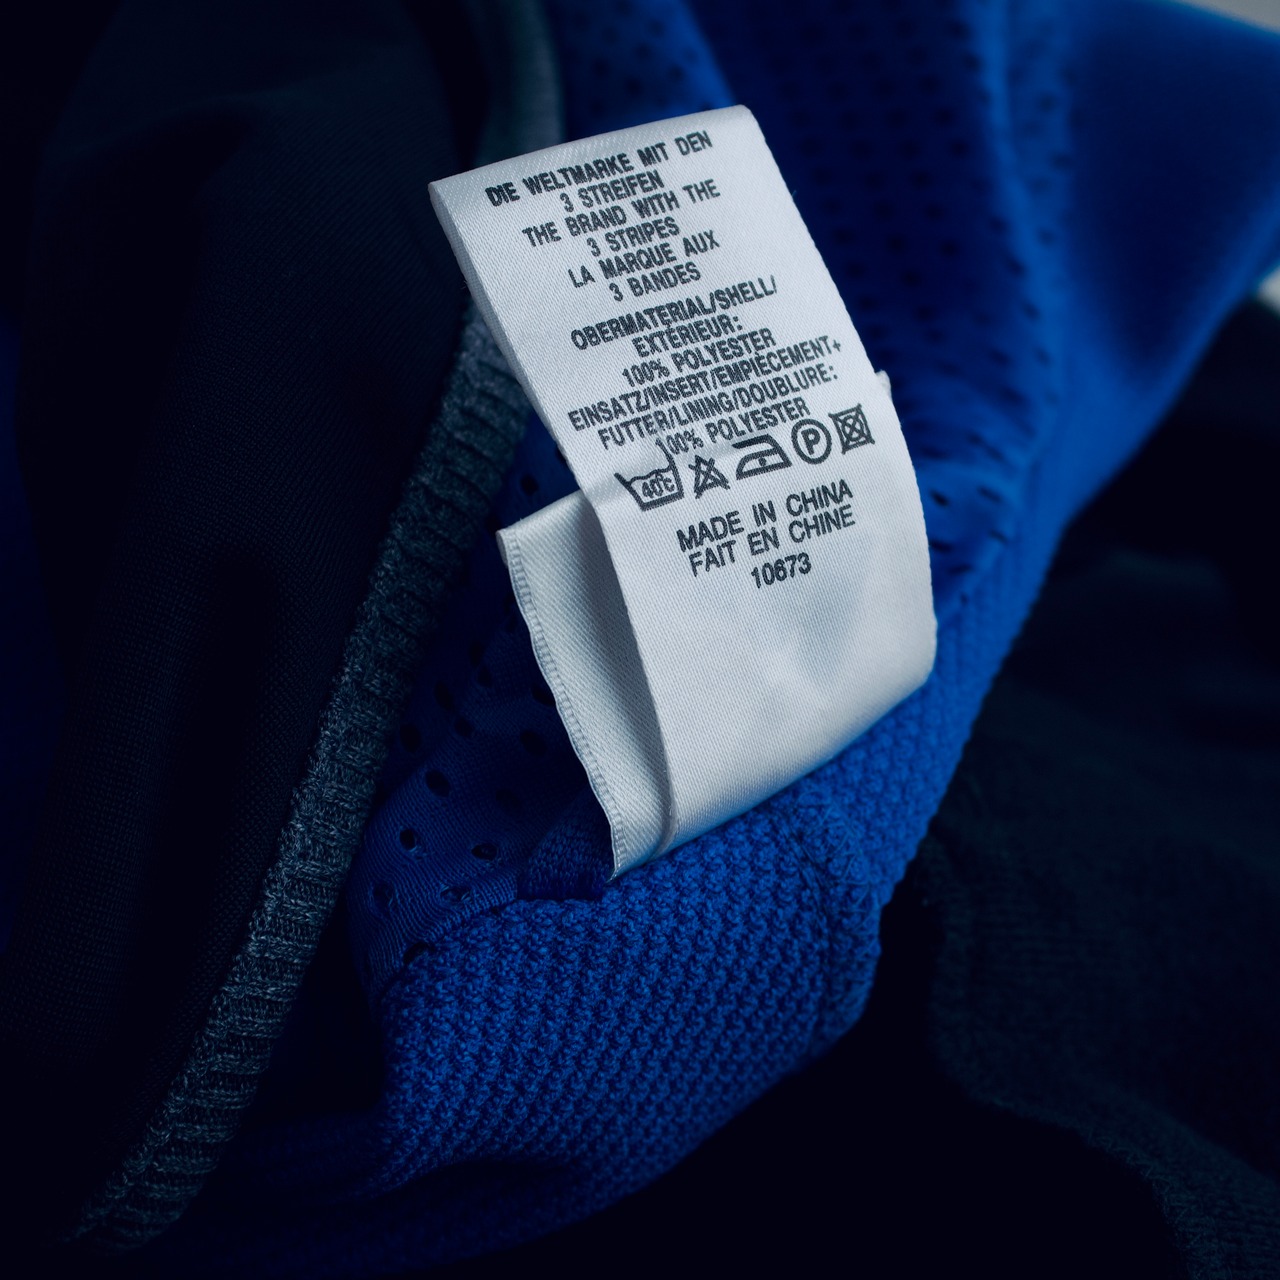 DIE WELTMARKE MIT DEN
3 STREIFEN
THE BRAND WITH THE
3 STRIPES
LA MARQUE AUX
3 BANDES
OBERMATERIAL/SHELL/
EXTÉRIEUR:
100% POLYESTER
EINSATZ/INSERT/EMPIÈCEMENT+
FUTTER/LINING/DOUBLURE:
100% POLYESTER
40°C P
MADE IN CHINA
FAIT EN CHINE
10673